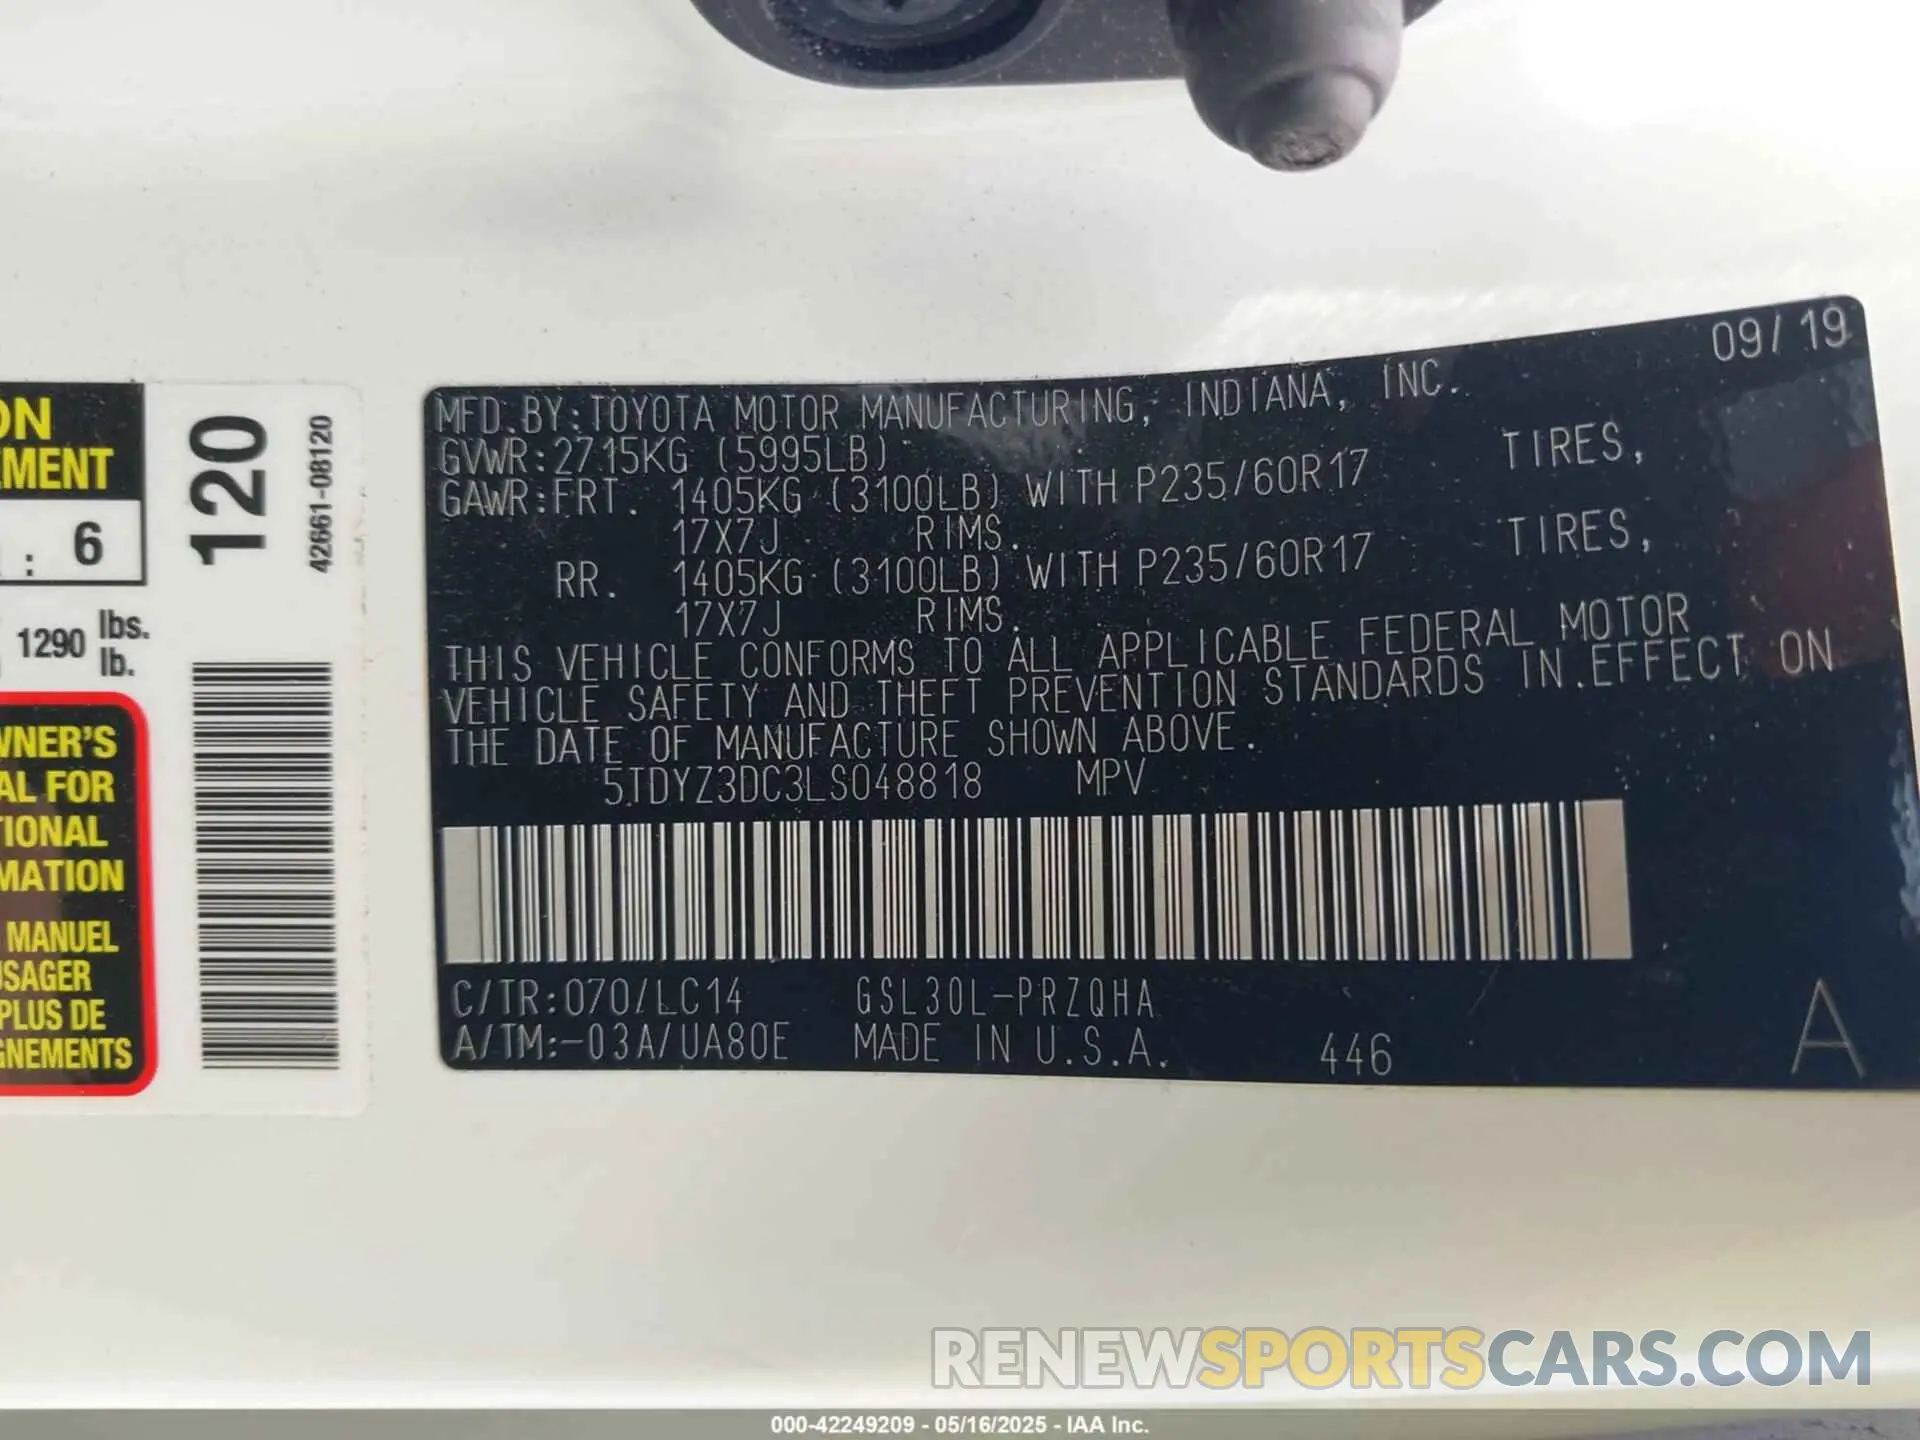 ON
EMENT
: 6
1290 lbs.
lb.
WNER'S
AL FOR
TIONAL
MATION
MANUEL
USAGER
PLUS DE
GNEMENTS
120
42661-08120
09/19
MFD.BY:TOYOTA MOTOR MANUFACTURING, INDIANA, INC.
GVWR:2715KG (5995LB)
GAWR:FRT. 1405KG (3100LB) WITH P235/60R17 TIRES,
17X7J RIMS.
RR. 1405KG (3100LB) WITH P235/60R17 TIRES,
17X7J RIMS.
THIS VEHICLE CONFORMS TO ALL APPLICABLE FEDERAL MOTOR
VEHICLE SAFETY AND THEFT PREVENTION STANDARDS IN EFFECT ON
THE DATE OF MANUFACTURE SHOWN ABOVE.
5TDYZ3DC3LS048818 MPV
C/TR:070/LC14 GSL30L-PRZQHA
A/TM:-03A/UA80E MADE IN U.S.A. 446 A
RENEWSPORTSCARS.COM
000-42249209 - 05/16/2025 - IAA Inc.